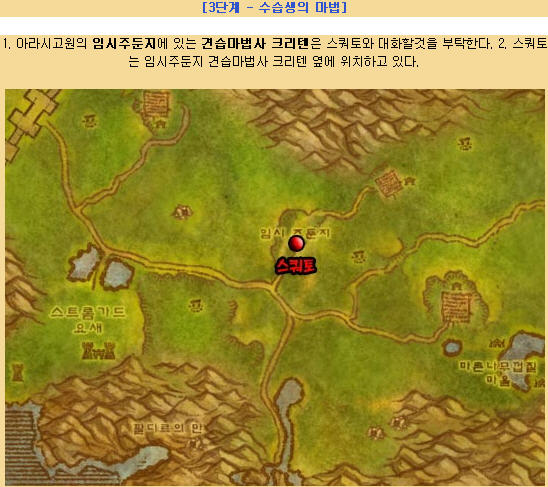 [3단계 - 수습생의 마법]
1. 아라시고원의 임시주둔지에 있는 견습마법사 크리텐은 스쿼토와 대화할것을 부탁한다. 2. 스쿼토
는 임시주둔지 견습마법사 크리텐 옆에 위치하고 있다.
임시 주둔지
스쿼토
스트롬가드
요새
마른나무껍질
마을
팔디르의 만